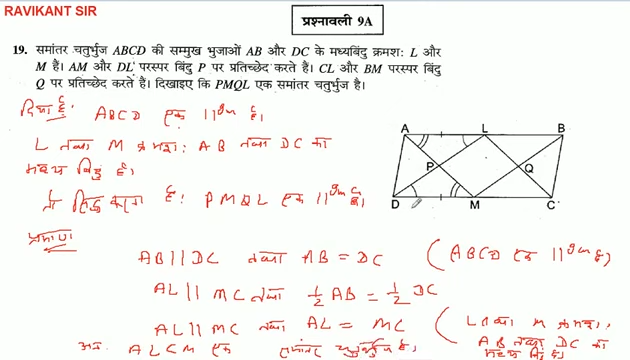 RAVIKANT SIR
प्रश्नावली 9A
19. समांतर चतुर्भुज ABCD की सम्मुख भुजाओं AB और DC के मध्यबिंदु क्रमशः L और
M हैं। AM और DL परस्पर बिंदु P पर प्रतिच्छेद करते हैं। CL और BM परस्पर बिंदु
Q पर प्रतिच्छेद करते हैं। दिखाइए कि PMQL एक समांतर चतुर्भुज है।
दिया है: ABCD एक ||gm है।
L तथा M क्रमशः AB तथा DC का
मध्य बिंदु है।
तो सिद्ध करना है: PMQL एक ||gm है।
प्रमाण
AB || DC तथा AB = DC (ABCD एक ||gm है)
AL || MC तथा 1/2 AB = 1/2 DC
AL || MC तथा AL = MC (L तथा M क्रमशः
AB तथा DC का
मध्य बिंदु है।
अतः ALCM एक समांतर चतुर्भुज है।
A L B
P Q
D M C